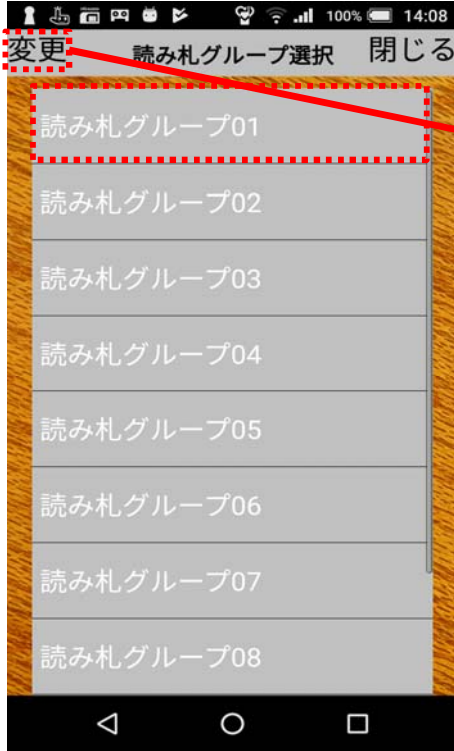 100% 14:08
変更 読み札グループ選択 閉じる
読み札グループ01
読み札グループ02
読み札グループ03
読み札グループ04
読み札グループ05
読み札グループ06
読み札グループ07
読み札グループ08